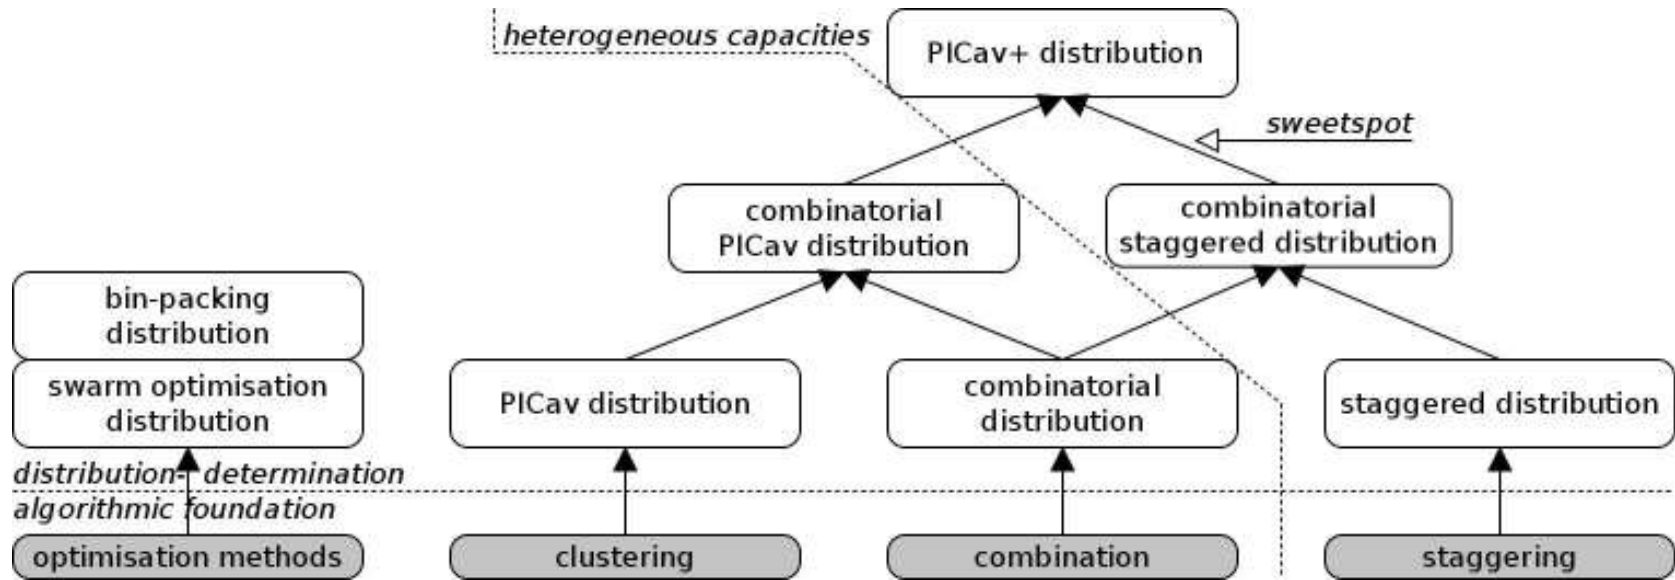 heterogeneous capacities
PICav+ distribution
sweetspot
combinatorial
PICav distribution
combinatorial
staggered distribution
bin-packing
distribution
swarm optimisation
distribution
PICav distribution
combinatorial
distribution
staggered distribution
distribution- determination
algorithmic foundation
optimisation methods
clustering
combination
staggering